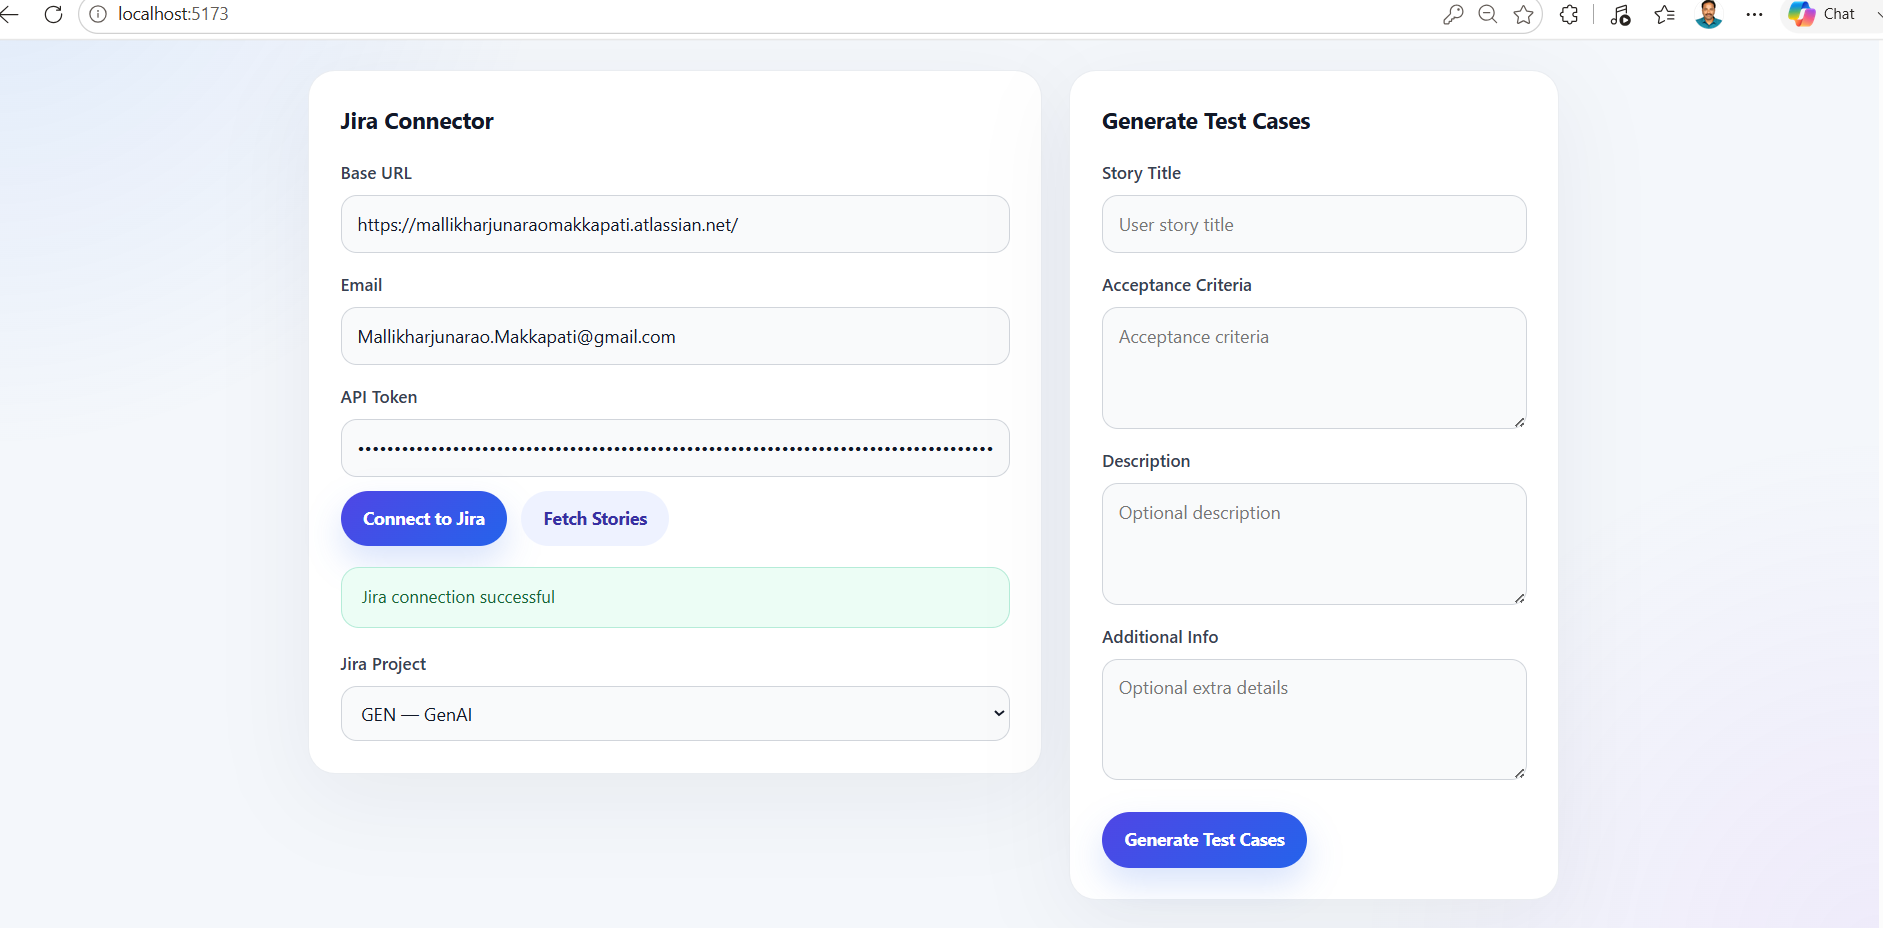 localhost:5173
Chat
Jira Connector
Base URL
https://mallikharjunaraomakkapati.atlassian.net/
Email
Mallikharjunarao.Makkapati@gmail.com
API Token
Connect to Jira
Fetch Stories
Jira connection successful
Jira Project
GEN — GenAI
Generate Test Cases
Story Title
User story title
Acceptance Criteria
Acceptance criteria
Description
Optional description
Additional Info
Optional extra details
Generate Test Cases